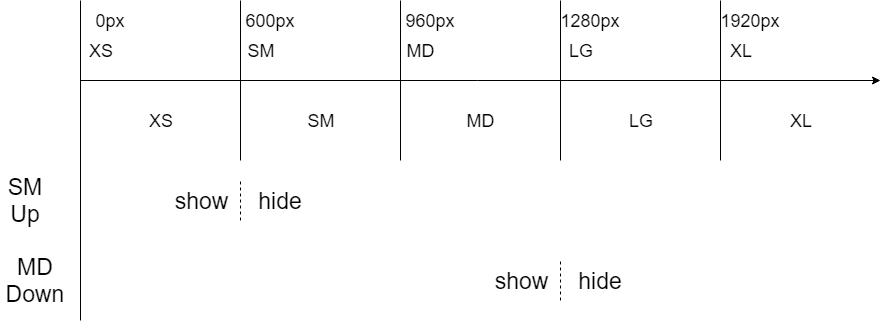 0px 600px 960px 1280px 1920px
XS SM MD LG XL
XS SM MD LG XL
SM
Up
show hide
MD
Down
show hide